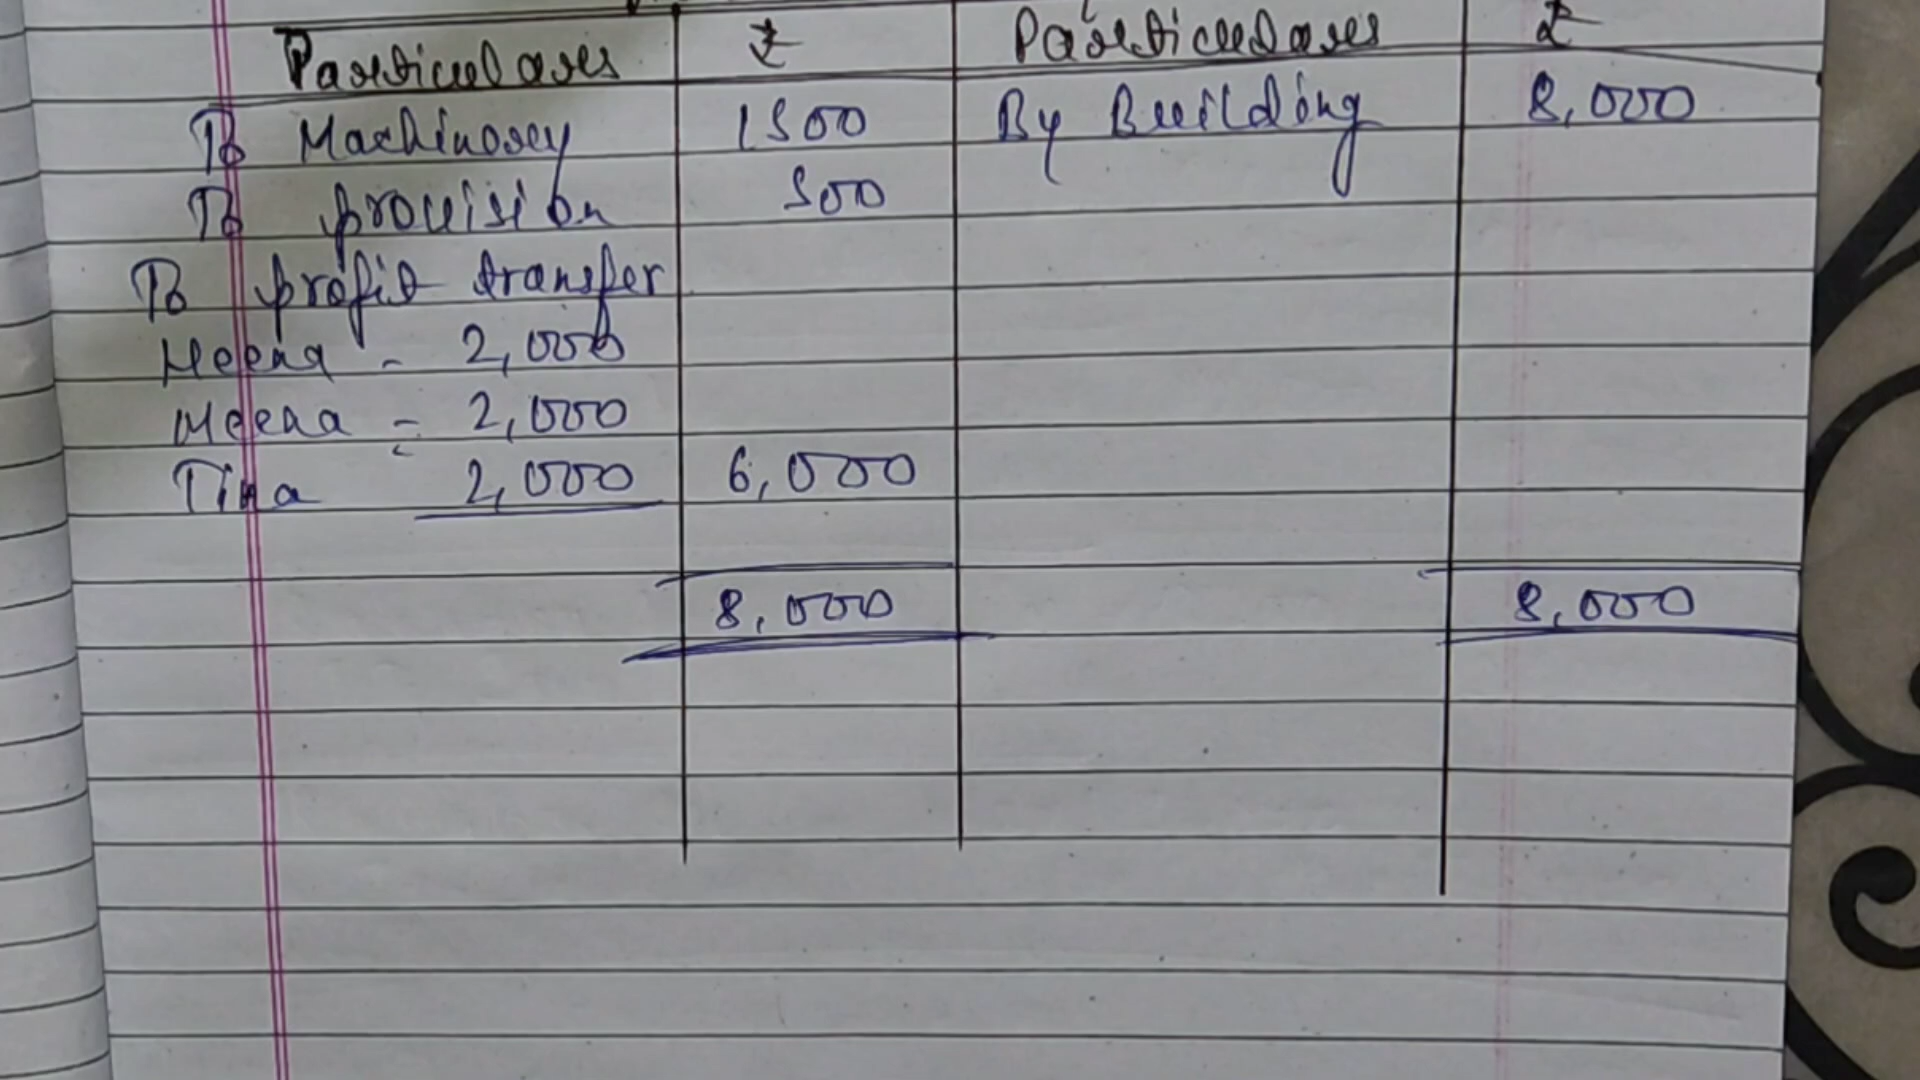 Particulars ₹ Particulars ₹
To Machinery 1500 By Building 8,000
To provision 500
To profit transfer
Heena - 2,000
Meena = 2,000
Tina 2,000 6,000
8,000 8,000